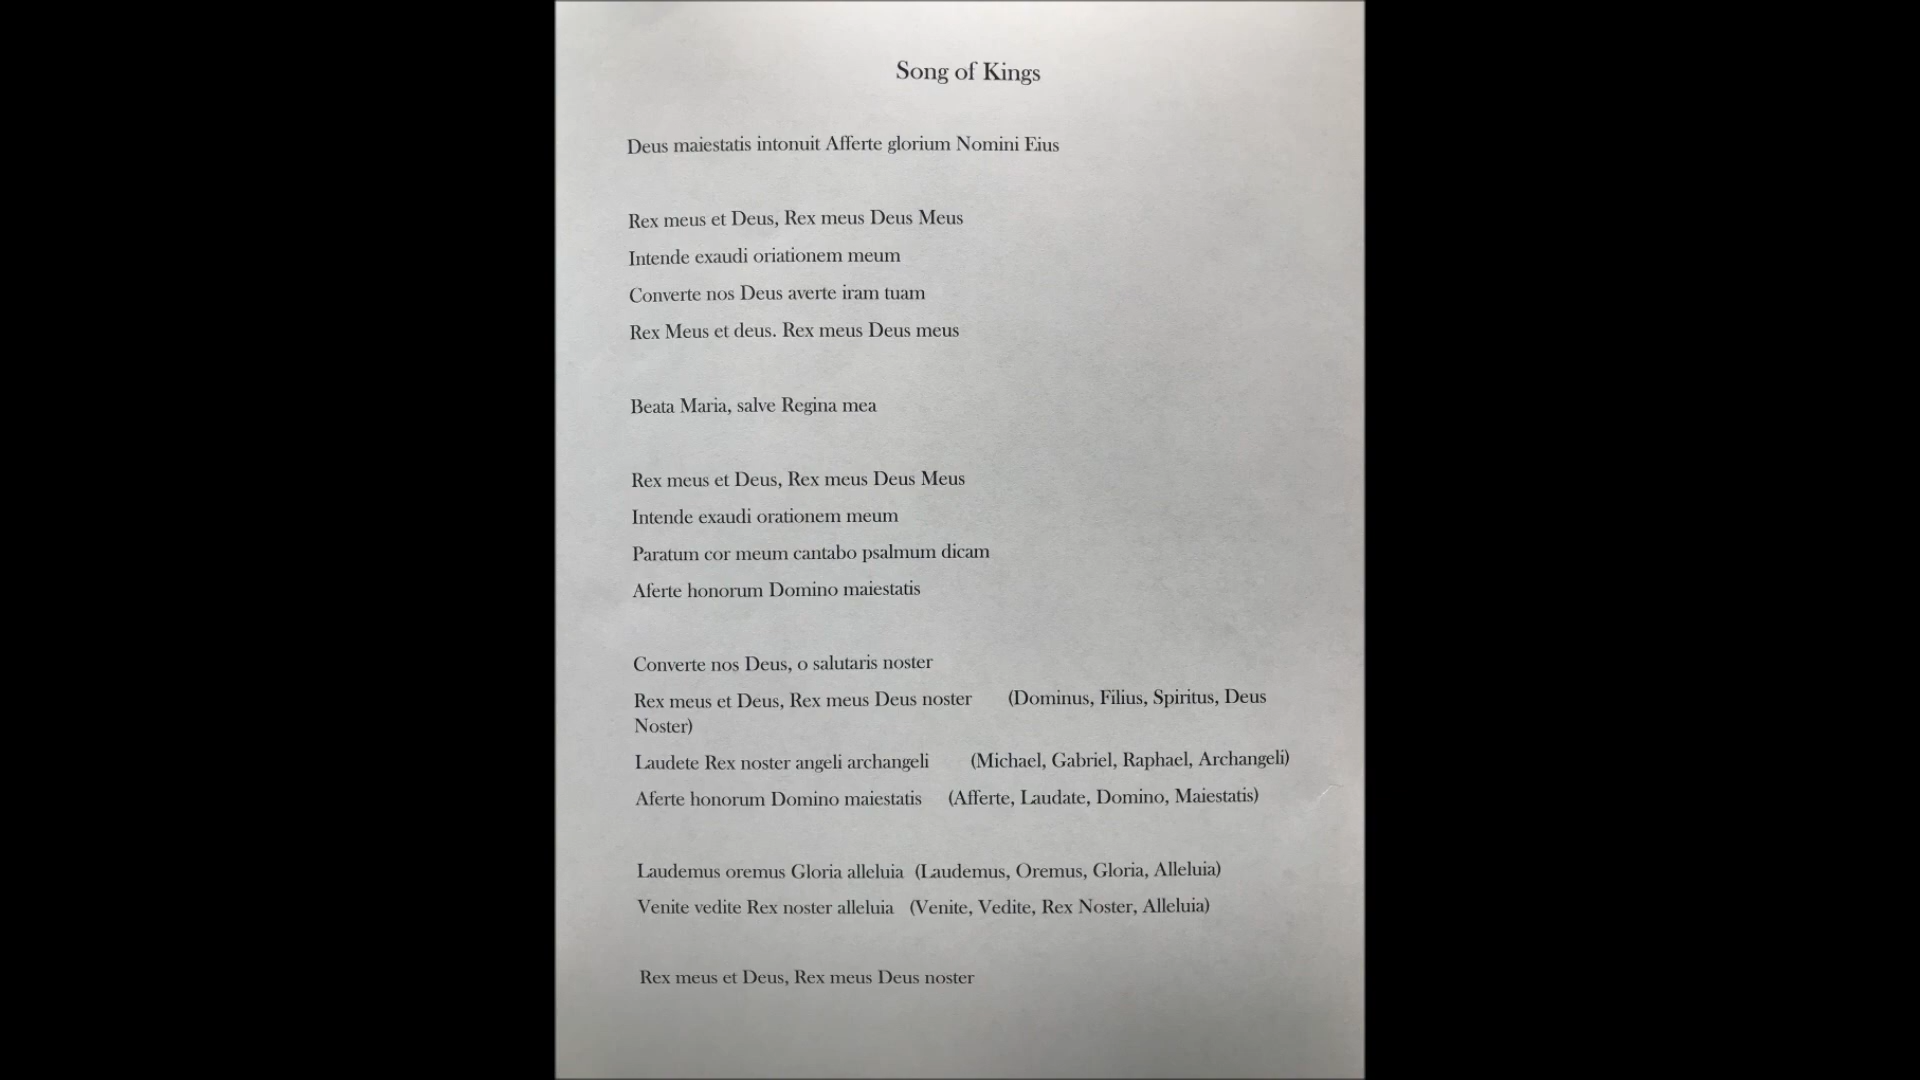 Song of Kings
Deus maiestatis intonuit Afferte glorium Nomini Eius
Rex meus et Deus, Rex meus Deus Meus
Intende exaudi oriationem meum
Converte nos Deus averte iram tuam
Rex Meus et deus. Rex meus Deus meus
Beata Maria, salve Regina mea
Rex meus et Deus, Rex meus Deus Meus
Intende exaudi orationem meum
Paratum cor meum cantabo psalmum dicam
Aferte honorum Domino maiestatis
Converte nos Deus, o salutaris noster
Rex meus et Deus, Rex meus Deus noster (Dominus, Filius, Spiritus, Deus
Noster)
Laudete Rex noster angeli archangeli (Michael, Gabriel, Raphael, Archangeli)
Aferte honorum Domino maiestatis (Afferte, Laudate, Domino, Maiestatis)
Laudemus oremus Gloria alleluia (Laudemus, Oremus, Gloria, Alleluia)
Venite vedite Rex noster alleluia (Venite, Vedite, Rex Noster, Alleluia)
Rex meus et Deus, Rex meus Deus noster